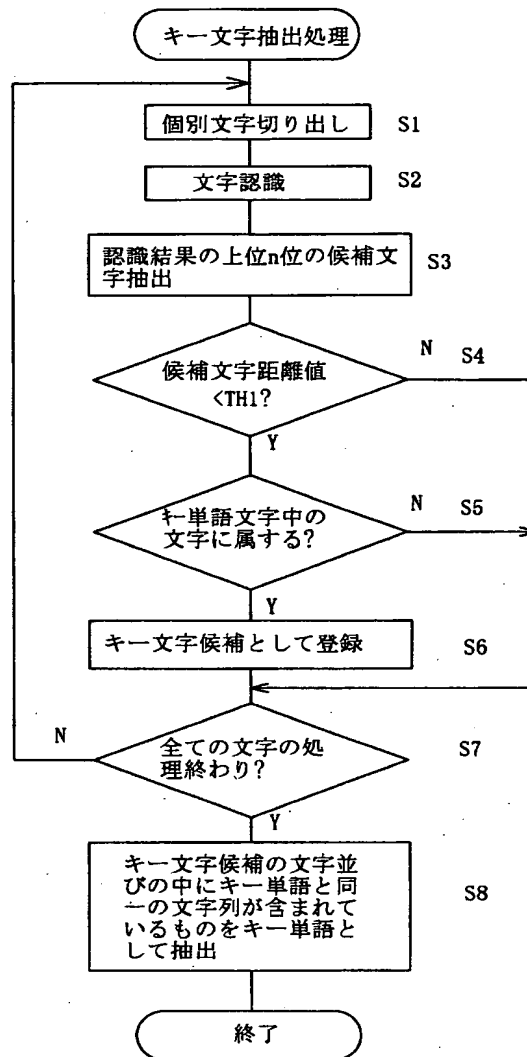 キー文字抽出処理
個別文字切り出し
S1
文字認識
S2
認識結果の上位n位の候補文
字抽出
S3
候補文字距離値
<TH1?
N
S4
Y
キー単語文字中の
文字に属する?
N
S5
Y
キー文字候補として登録
S6
全ての文字の処
理終わり?
N
S7
Y
キー文字候補の文字並
びの中にキー単語と同
一の文字列が含まれて
いるものをキー単語と
して抽出
S8
終了